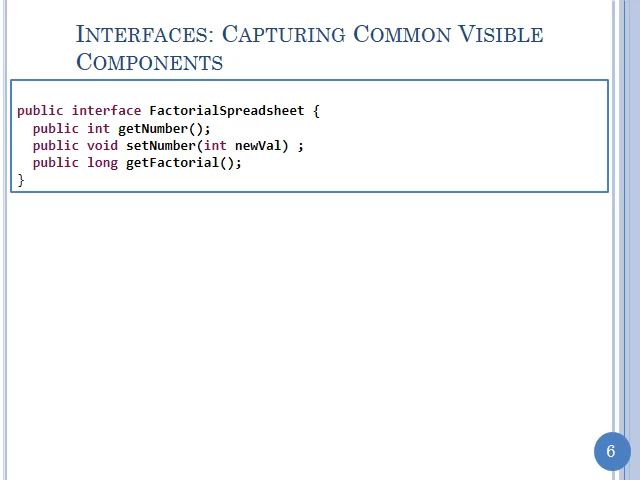 INTERFACES: CAPTURING COMMON VISIBLE
COMPONENTS
public interface FactorialSpreadsheet {
  public int getNumber();
  public void setNumber(int newVal) ;
  public long getFactorial();
}
6